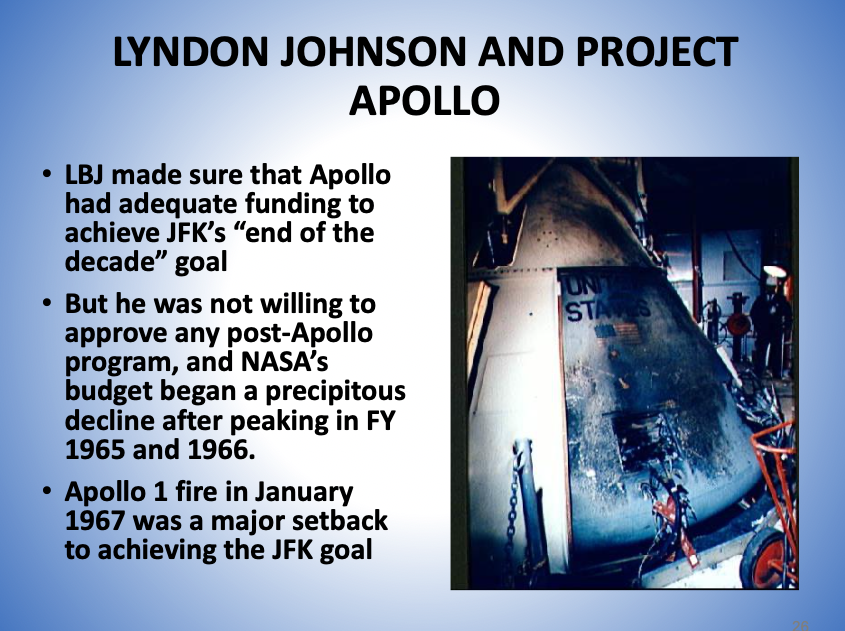 LYNDON JOHNSON AND PROJECT
APOLLO
• LBJ made sure that Apollo
had adequate funding to
achieve JFK’s “end of the
decade” goal
• But he was not willing to
approve any post-Apollo
program, and NASA’s
budget began a precipitous
decline after peaking in FY
1965 and 1966.
• Apollo 1 fire in January
1967 was a major setback
to achieving the JFK goal
STATES